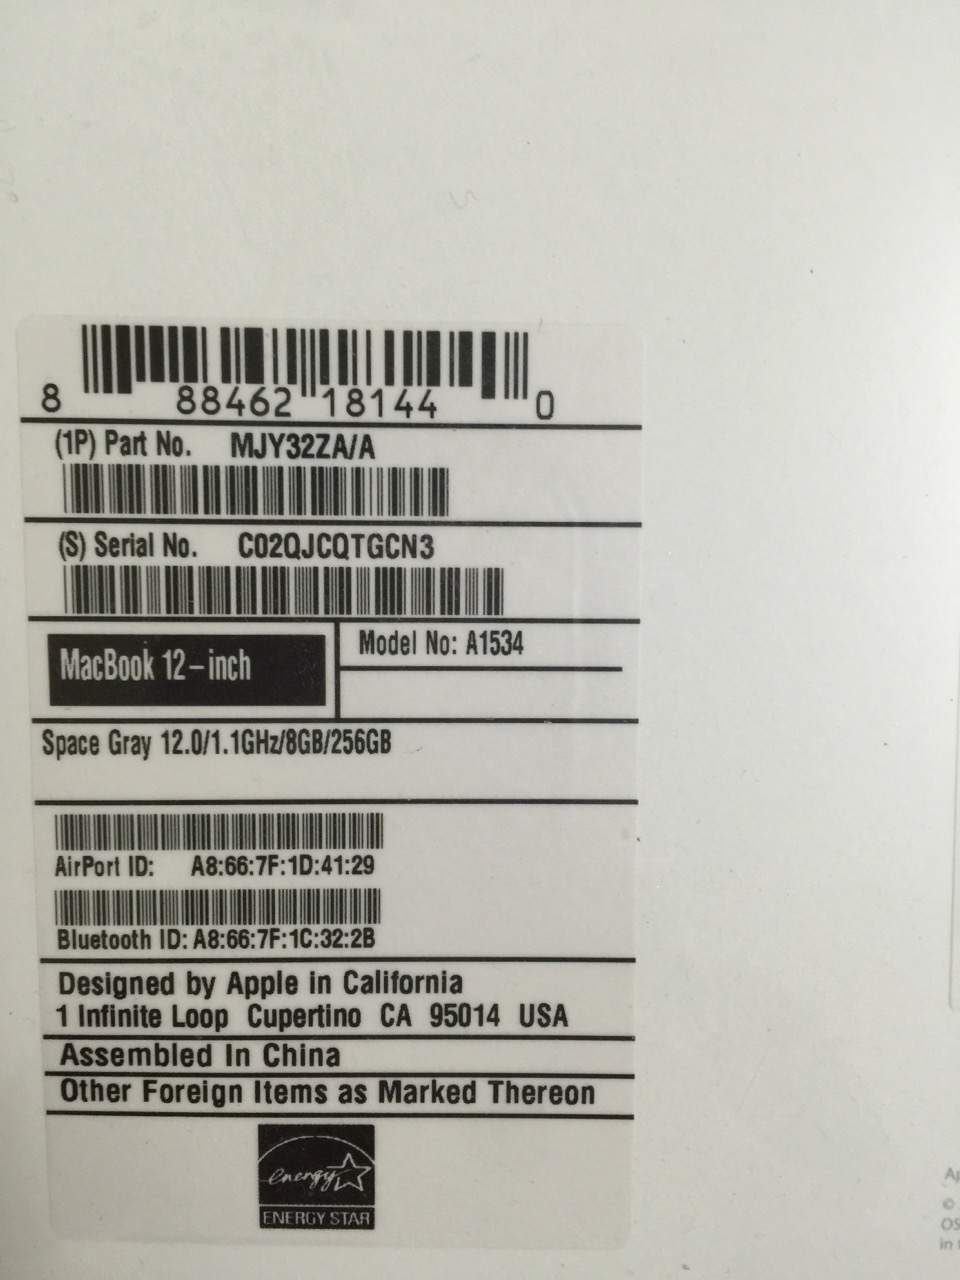 8 88462 18144 0
(1P) Part No. MJY32ZA/A
(S) Serial No. C02QJCQTGCN3
MacBook 12-inch
Model No: A1534
Space Gray 12.0/1.1GHz/8GB/256GB
AirPort ID: A8:66:7F:1D:41:29
Bluetooth ID: A8:66:7F:1C:32:2B
Designed by Apple in California
1 Infinite Loop Cupertino CA 95014 USA
Assembled In China
Other Foreign Items as Marked Thereon
energy
ENERGY STAR
©
OS
in